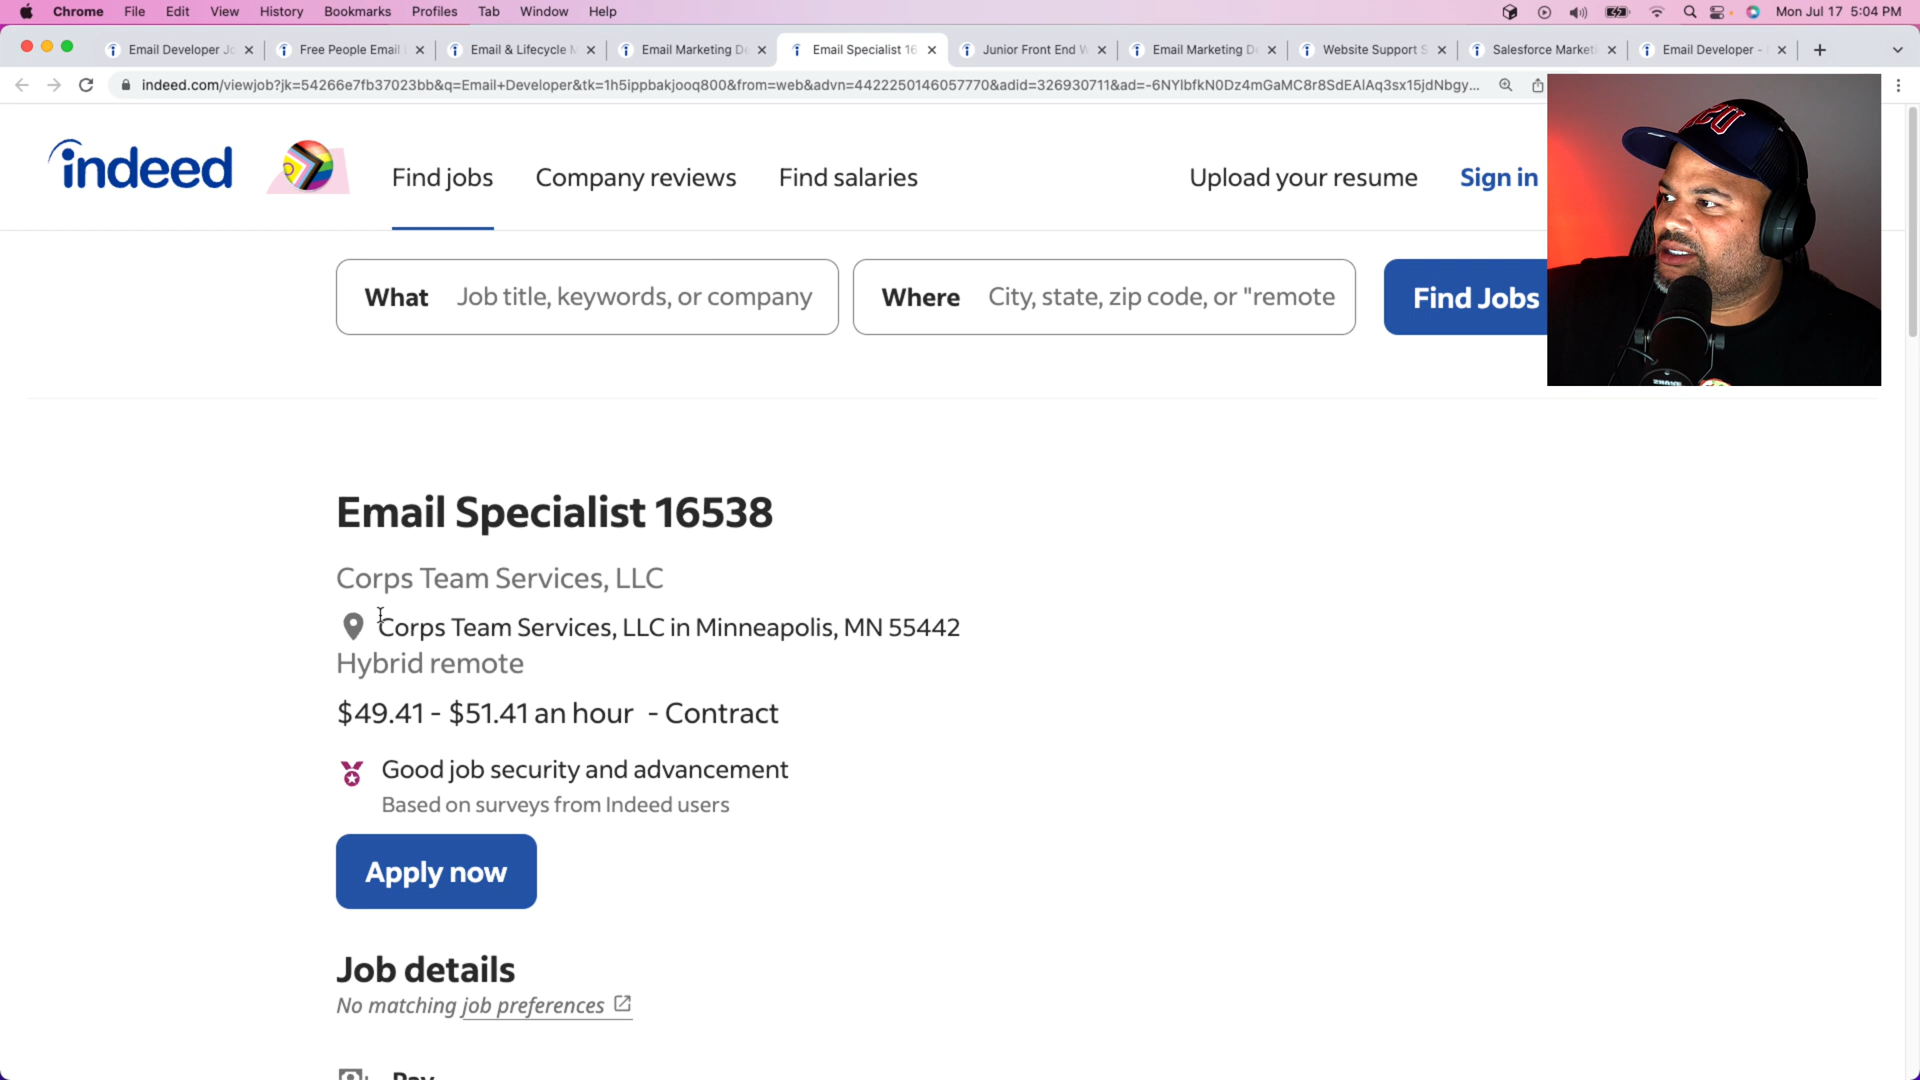 Chrome File Edit View History Bookmarks Profiles Tab Window Help Mon Jul 17 5:04 PM
Email Developer Jo Free People Email Email & Lifecycle M Email Marketing De Email Specialist 16 Junior Front End W Email Marketing De Website Support S Salesforce Market Email Developer -
indeed.com/viewjob?jk=54266e7fb37023bb&q=Email+Developer&tk=1h5ippbakjooq800&from=web&advn=4422250146057770&adid=326930711&ad=-6NYlbfkN0Dz4mGaMC8r8SdEAlAq3sx15jdNbgy...
indeed Find jobs Company reviews Find salaries Upload your resume Sign in
What Job title, keywords, or company Where City, state, zip code, or "remote Find Jobs
Email Specialist 16538
Corps Team Services, LLC
Corps Team Services, LLC in Minneapolis, MN 55442
Hybrid remote
$49.41 - $51.41 an hour - Contract
Good job security and advancement
Based on surveys from Indeed users
Apply now
Job details
No matching job preferences
Pay